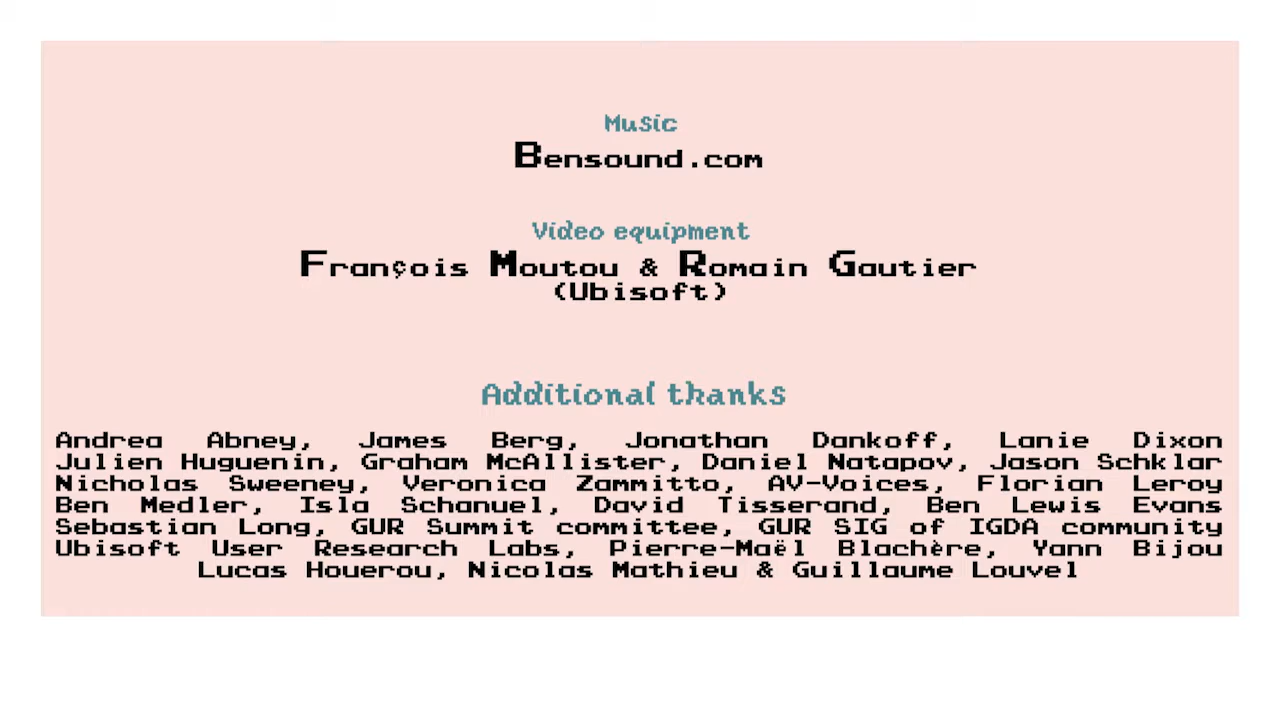 Music
Bensound.com
Video equipment
François Moutou & Romain Gautier
(Ubisoft)
Additional thanks
Andrea Abney, James Berg, Jonathan Dankoff, Lanie Dixon
Julien Huguenin, Graham McAllister, Daniel Natapov, Jason Schklar
Nicholas Sweeney, Veronica Zammitto, AV-Voices, Florian Leroy
Ben Medler, Isla Schanuel, David Tisserand, Ben Lewis Evans
Sebastian Long, GUR Summit committee, GUR SIG of IGDA community
Ubisoft User Research Labs, Pierre-Maël Blachère, Yann Bijou
Lucas Houerou, Nicolas Mathieu & Guillaume Louvel